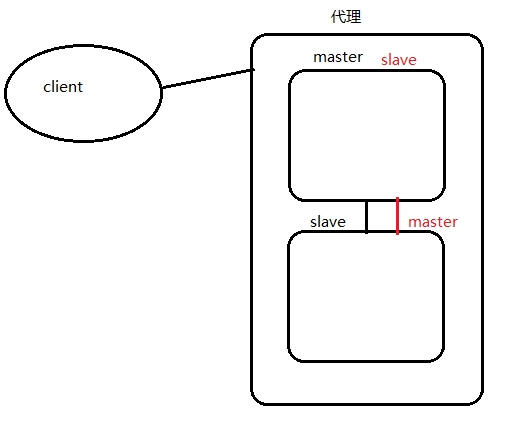 代理
master slave
client
slave master